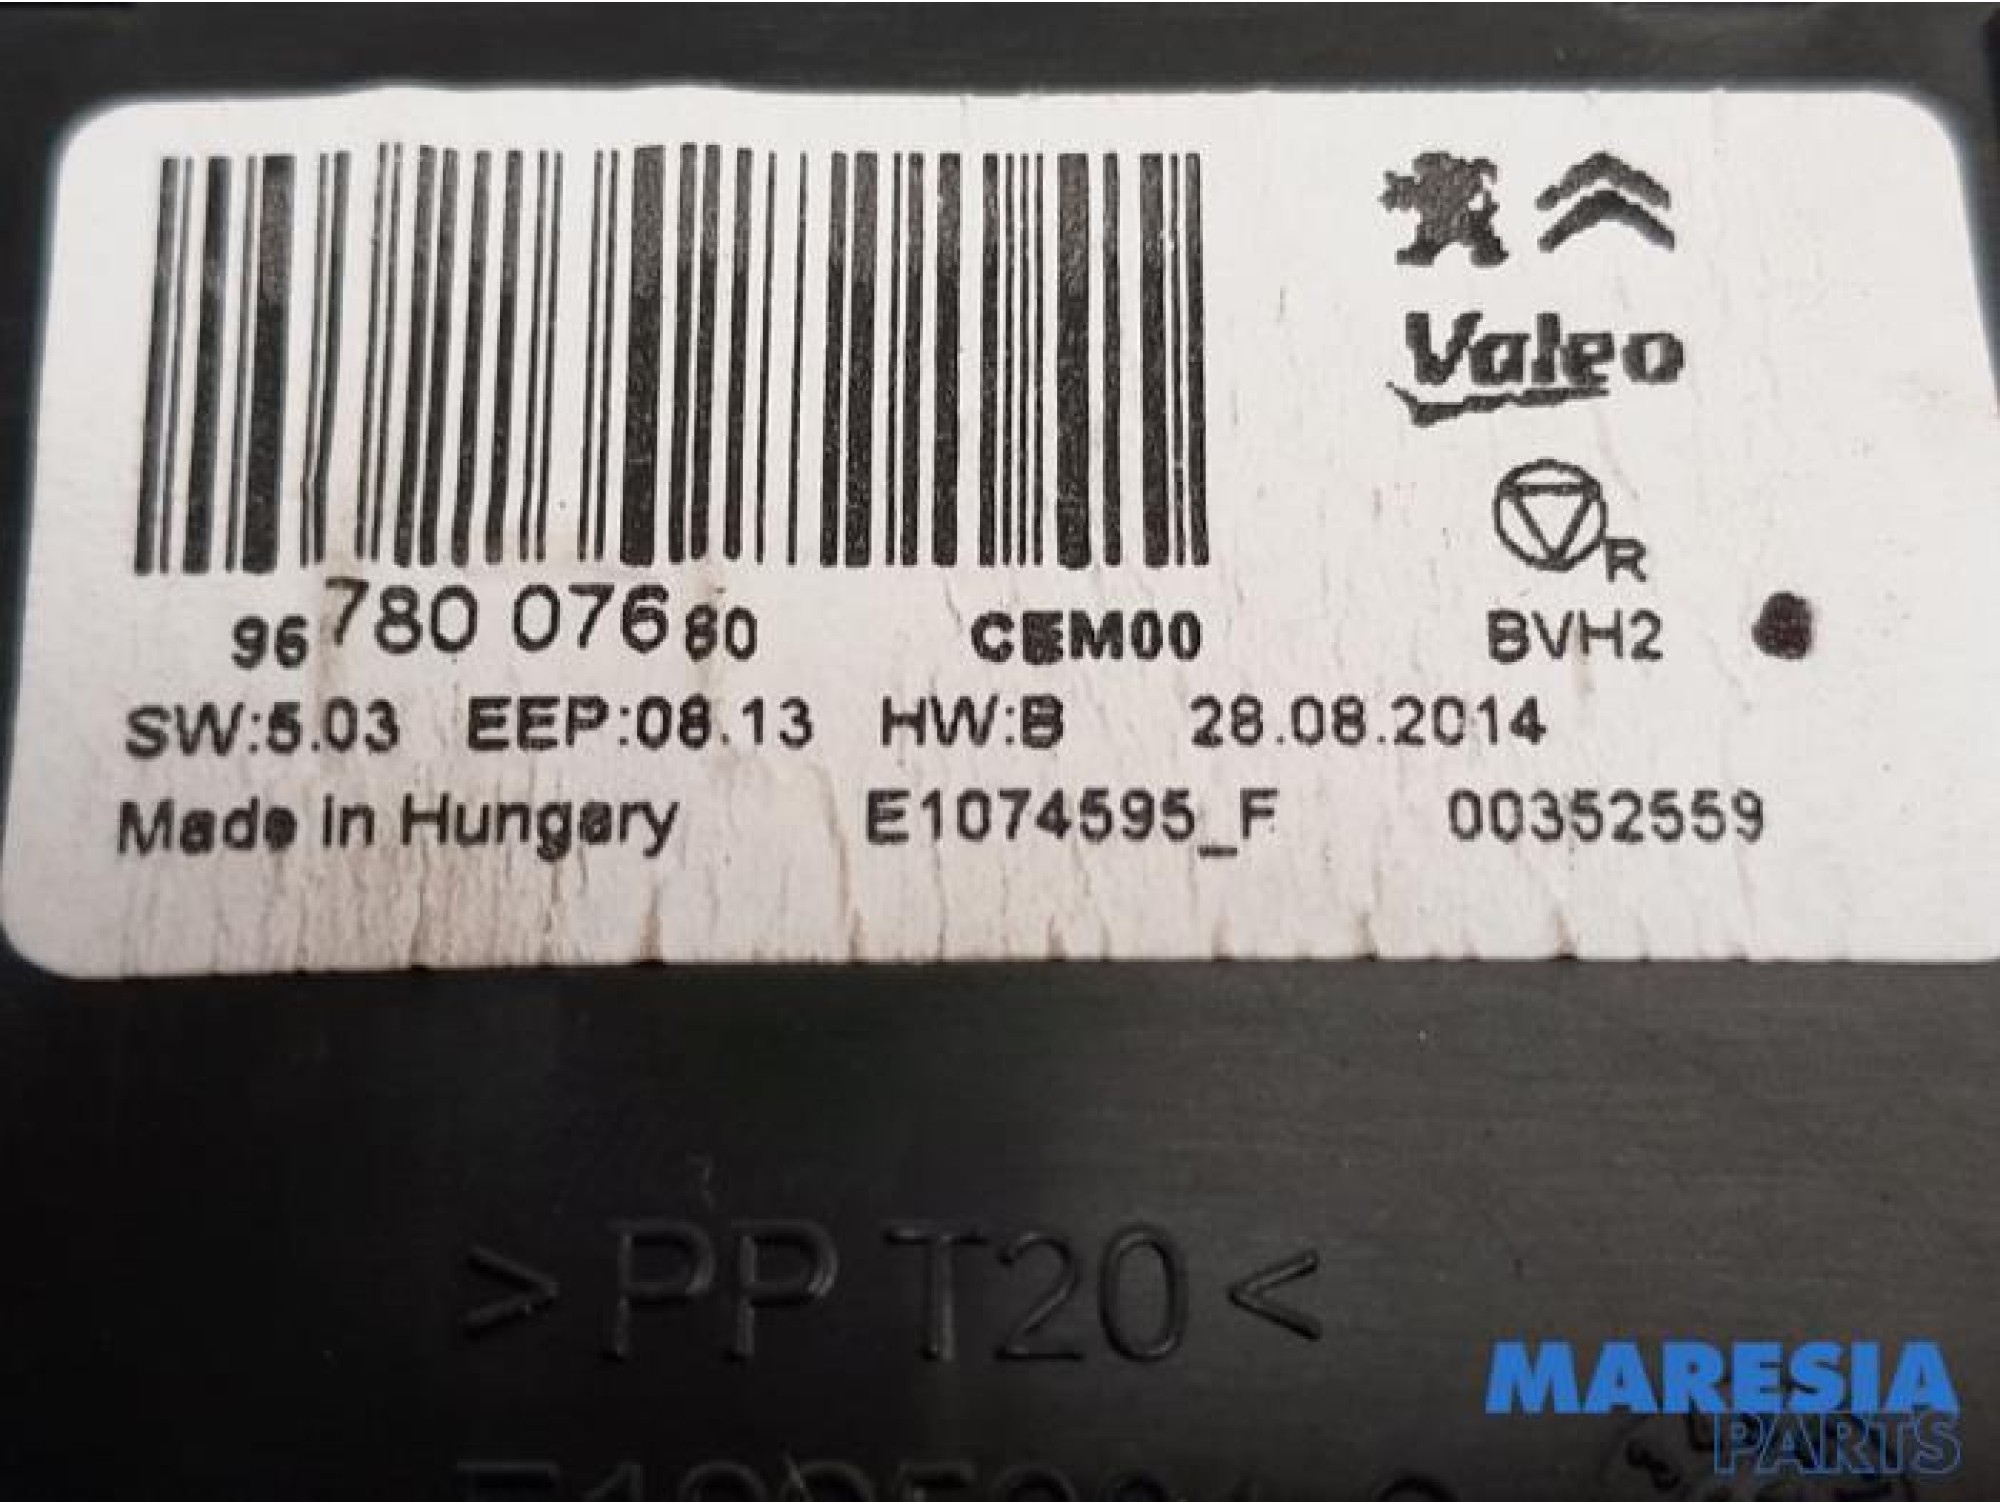 Valeo
R
96 780 076 80 CEM00 BVH2
SW:5.03 EEP:08.13 HW:B 28.08.2014
Made in Hungary E1074595_F 00352559
>PP T20<
MARESIA
PARTS